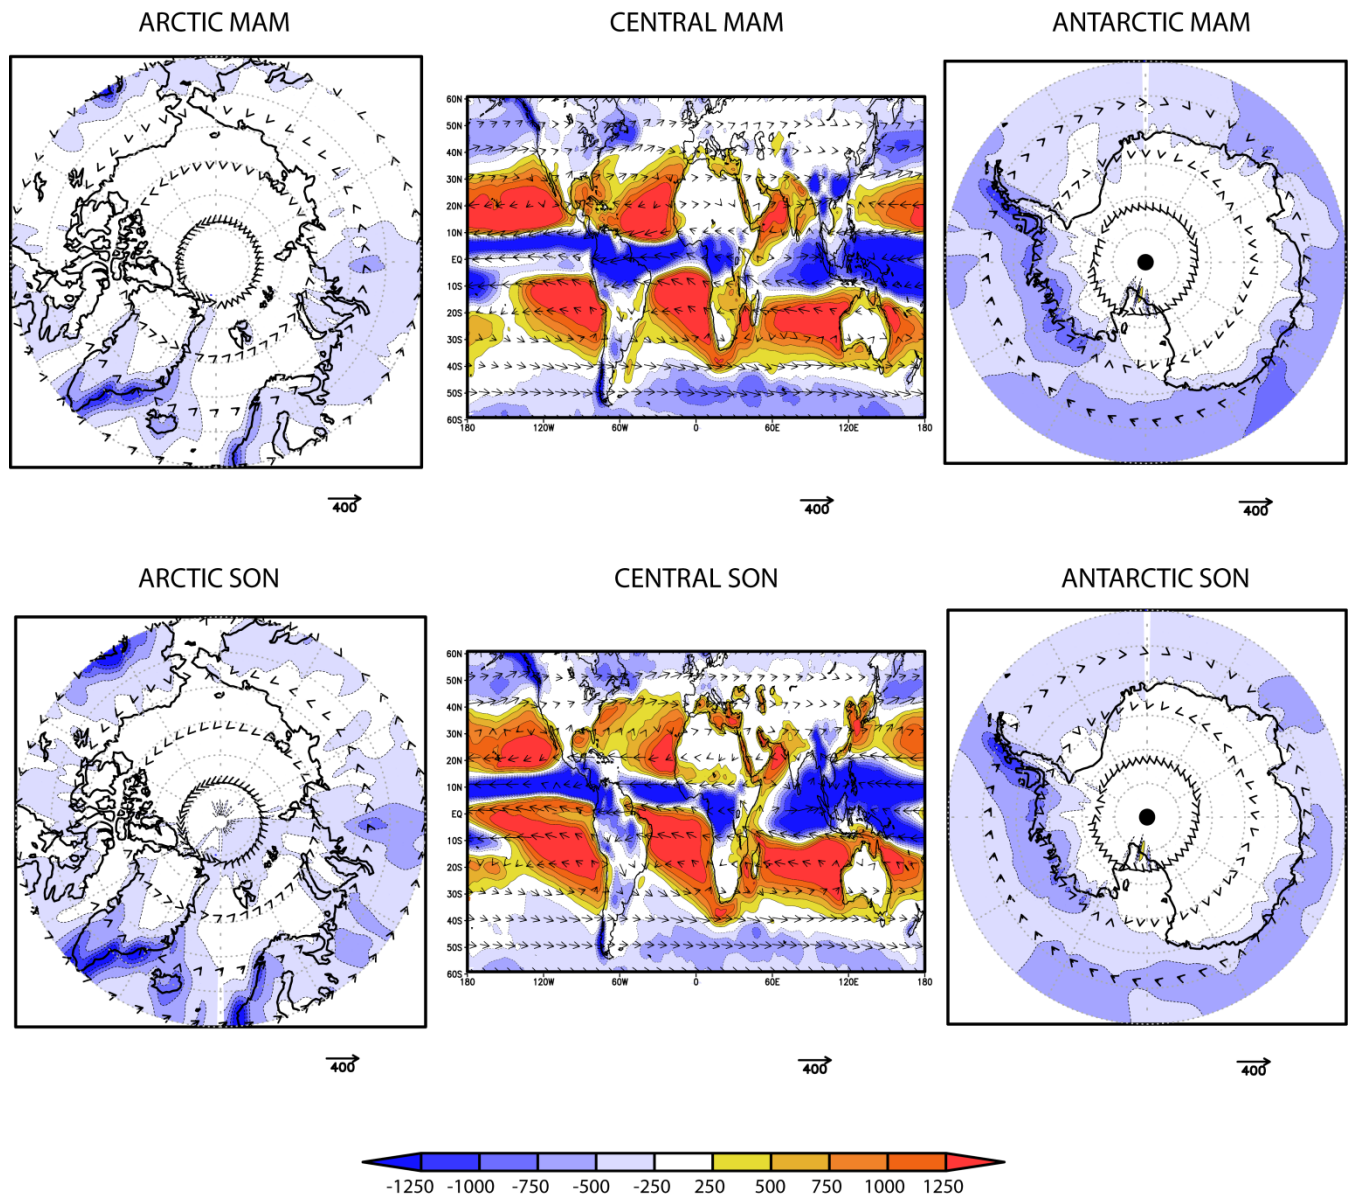 ARCTIC MAM
CENTRAL MAM
ANTARCTIC MAM
60N
50N
40N
30N
20N
10N
EQ
10S
20S
30S
40S
50S
60S
180 120W 60W 0 60E 120E 180
400
400
400
ARCTIC SON
CENTRAL SON
ANTARCTIC SON
60N
50N
40N
30N
20N
10N
EQ
10S
20S
30S
40S
50S
60S
180 120W 60W 0 60E 120E 180
400
400
400
-1250 -1000 -750 -500 -250 250 500 750 1000 1250